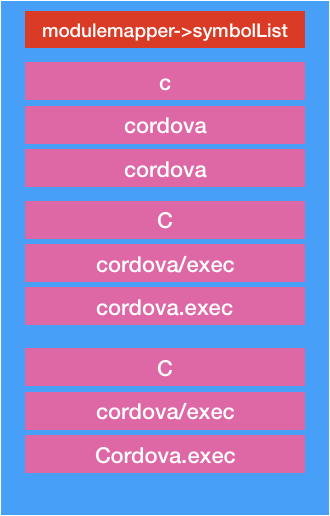 modulemapper->symbolList
c
cordova
cordova
C
cordova/exec
cordova.exec
C
cordova/exec
Cordova.exec